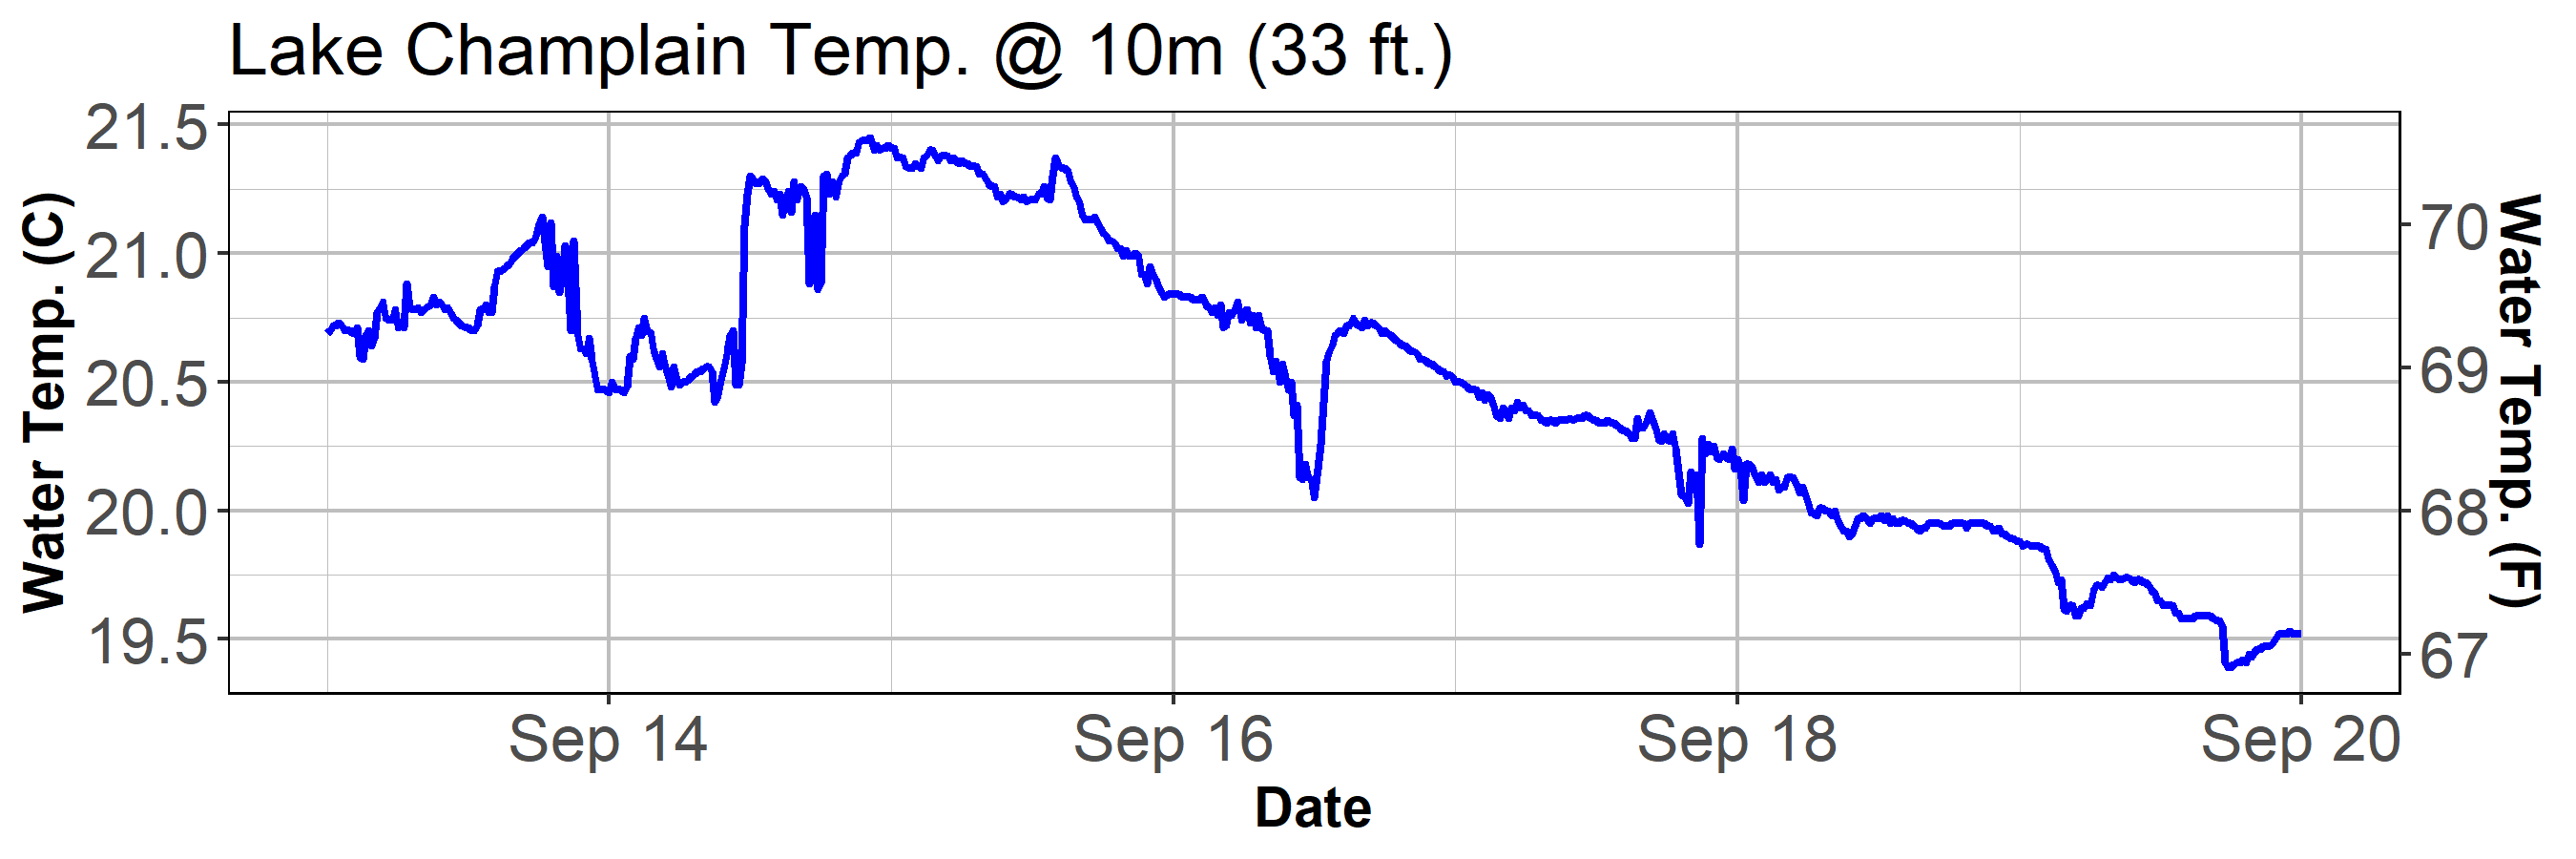 Lake Champlain Temp. @ 10m (33 ft.)
Water Temp. (C)
21.5
21.0
20.5
20.0
19.5
70
69
68
67
Water Temp. (F)
Sep 14
Sep 16
Sep 18
Sep 20
Date